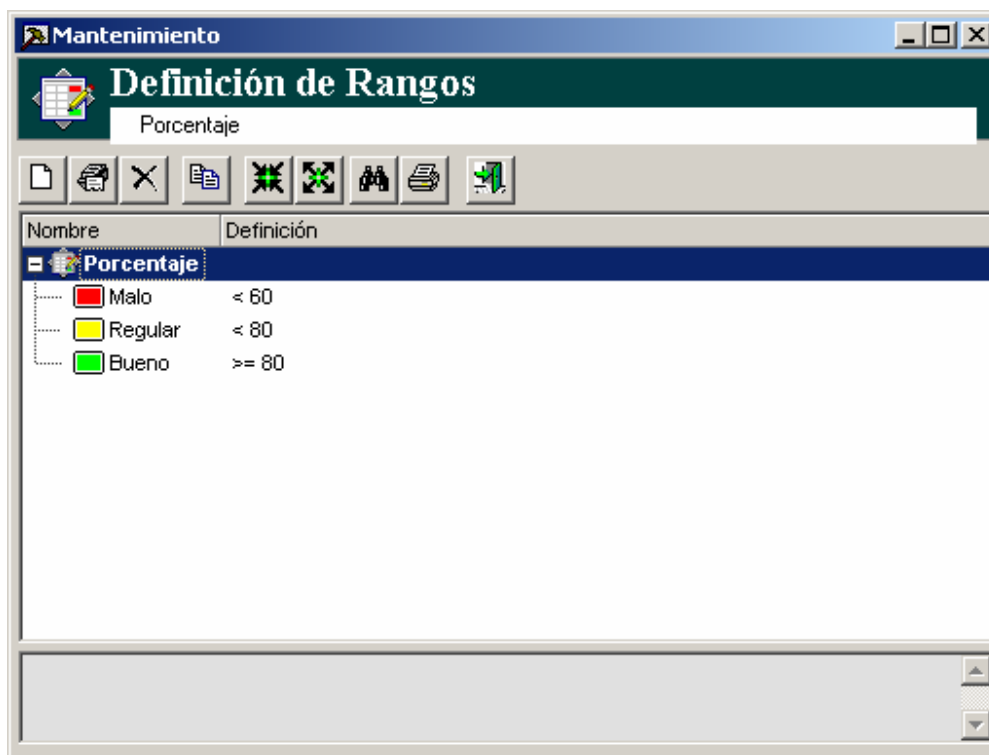 Mantenimiento
Definición de Rangos
Porcentaje
Nombre Definición
Porcentaje
Malo < 60
Regular < 80
Bueno >= 80